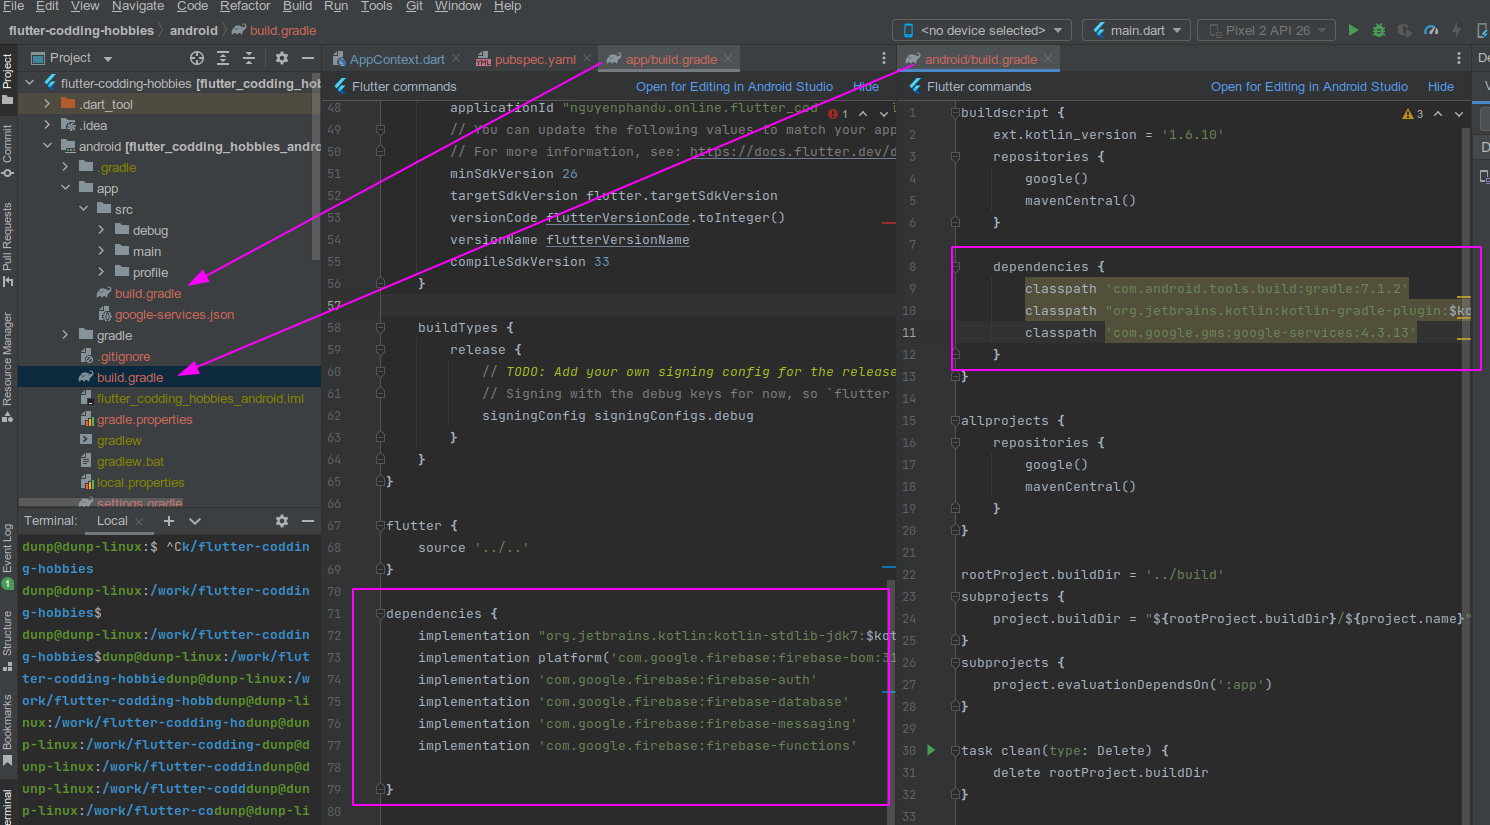 File Edit View Navigate Code Refactor Build Run Tools Git Window Help
flutter-codding-hobbies android build.gradle
<no device selected> main.dart Pixel 2 API 26
Project
AppContext.dart pubspec.yaml app/build.gradle
android/build.gradle
Flutter commands Open for Editing in Android Studio Hide
Flutter commands Open for Editing in Android Studio Hide
Project
Commit
Pull Requests
Resource Manager
Event Log
1
Structure
Bookmarks
Terminal
flutter-codding-hobbies [flutter_codding_hob
.dart_tool
.idea
android [flutter_codding_hobbies_andro
.gradle
app
src
debug
main
profile
build.gradle
google-services.json
gradle
.gitignore
build.gradle
flutter_codding_hobbies_android.iml
gradle.properties
gradlew
gradlew.bat
local.properties
settings.gradle
Terminal: Local
dunp@dunp-linux:$ ^Ck/flutter-coddin
g-hobbies
dunp@dunp-linux:/work/flutter-coddin
g-hobbies$
dunp@dunp-linux:/work/flutter-coddin
g-hobbies$dunp@dunp-linux:/work/flut
ter-codding-hobbiedunp@dunp-linux:/w
ork/flutter-codding-hobbdunp@dunp-li
nux:/work/flutter-codding-hodunp@dun
p-linux:/work/flutter-codding-dunp@d
unp-linux:/work/flutter-coddindunp@d
unp-linux:/work/flutter-codddunp@dun
p-linux:/work/flutter-codunp@dunp-li
48 applicationId "nguyenphandu.online.flutter_cod
1
49 // You can update the following values to match your app
50 // For more information, see: https://docs.flutter.dev/d
51 minSdkVersion 26
52 targetSdkVersion flutter.targetSdkVersion
53 versionCode flutterVersionCode.toInteger()
54 versionName flutterVersionName
55 compileSdkVersion 33
56 }
57
58 buildTypes {
59 release {
60 // TODO: Add your own signing config for the release
61 // Signing with the debug keys for now, so `flutter
62 signingConfig signingConfigs.debug
63 }
64 }
65 }
66
67 flutter {
68 source '../..'
69 }
70
71 dependencies {
72 implementation "org.jetbrains.kotlin:kotlin-stdlib-jdk7:$kot
73 implementation platform('com.google.firebase:firebase-bom:31
74 implementation 'com.google.firebase:firebase-auth'
75 implementation 'com.google.firebase:firebase-database'
76 implementation 'com.google.firebase:firebase-messaging'
77 implementation 'com.google.firebase:firebase-functions'
78
79 }
80
1 buildscript {
3
2 ext.kotlin_version = '1.6.10'
3 repositories {
4 google()
5 mavenCentral()
6 }
7
8 dependencies {
9 classpath 'com.android.tools.build:gradle:7.1.2'
10 classpath "org.jetbrains.kotlin:kotlin-gradle-plugin:$ko
11 classpath 'com.google.gms:google-services:4.3.13'
12 }
13 }
14
15 allprojects {
16 repositories {
17 google()
18 mavenCentral()
19 }
20 }
21
22 rootProject.buildDir = '../build'
23 subprojects {
24 project.buildDir = "${rootProject.buildDir}/${project.name}"
25 }
26 subprojects {
27 project.evaluationDependsOn(':app')
28 }
29
30 task clean(type: Delete) {
31 delete rootProject.buildDir
32 }
33
De
D